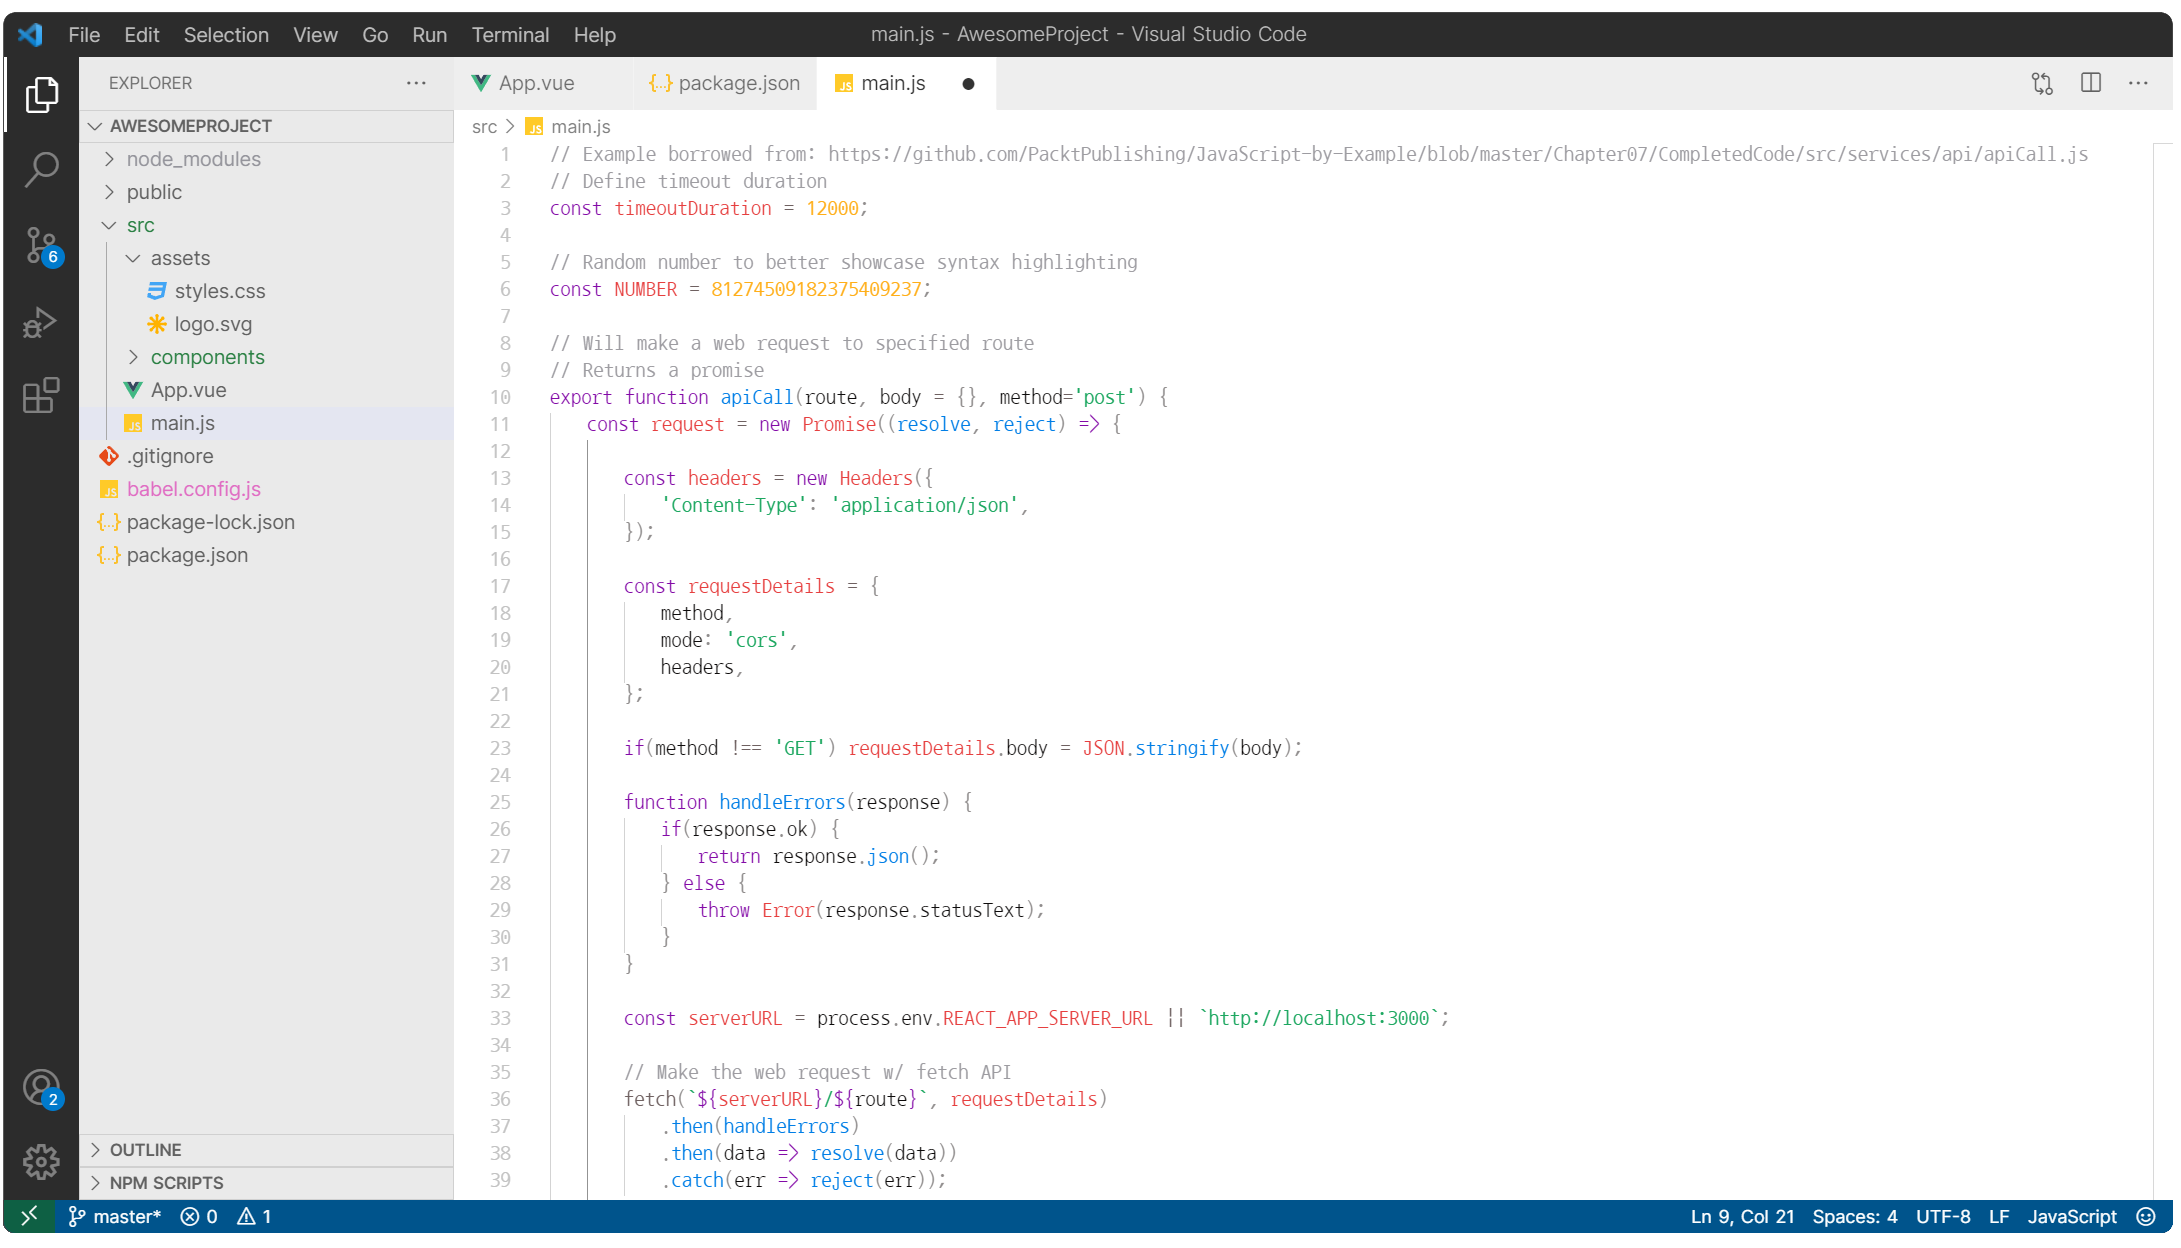 File Edit Selection View Go Run Terminal Help
main.js - AwesomeProject - Visual Studio Code
EXPLORER
AWESOMEPROJECT
node_modules
public
src
assets
styles.css
logo.svg
components
App.vue
JS main.js
.gitignore
JS babel.config.js
{...} package-lock.json
{...} package.json
OUTLINE
NPM SCRIPTS
6
2
App.vue
{...} package.json
JS main.js
src > JS main.js
1 // Example borrowed from: https://github.com/PacktPublishing/JavaScript-by-Example/blob/master/Chapter07/CompletedCode/src/services/api/apiCall.js
2 // Define timeout duration
3 const timeoutDuration = 12000;
4
5 // Random number to better showcase syntax highlighting
6 const NUMBER = 81274509182375409237;
7
8 // Will make a web request to specified route
9 // Returns a promise
10 export function apiCall(route, body = {}, method='post') {
11 const request = new Promise((resolve, reject) => {
12
13 const headers = new Headers({
14 'Content-Type': 'application/json',
15 });
16
17 const requestDetails = {
18 method,
19 mode: 'cors',
20 headers,
21 };
22
23 if(method !== 'GET') requestDetails.body = JSON.stringify(body);
24
25 function handleErrors(response) {
26 if(response.ok) {
27 return response.json();
28 } else {
29 throw Error(response.statusText);
30 }
31 }
32
33 const serverURL = process.env.REACT_APP_SERVER_URL || `http://localhost:3000`;
34
35 // Make the web request w/ fetch API
36 fetch(`${serverURL}/${route}`, requestDetails)
37 .then(handleErrors)
38 .then(data => resolve(data))
39 .catch(err => reject(err));
master* 0 1
Ln 9, Col 21 Spaces: 4 UTF-8 LF JavaScript